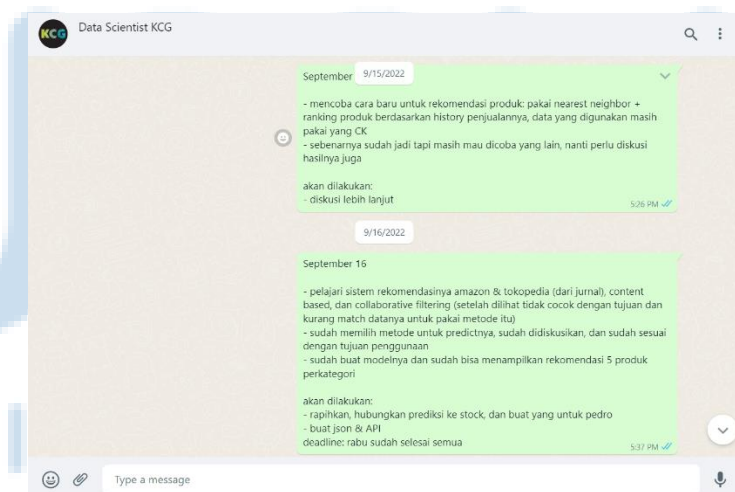 KCG
Data Scientist KCG
September
9/15/2022
- mencoba cara baru untuk rekomendasi produk: pakai nearest neighbor +
ranking produk berdasarkan history penjualannya, data yang digunakan masih
pakai yang CK
- sebenarnya sudah jadi tapi masih mau dicoba yang lain, nanti perlu diskusi
hasilnya juga
akan dilakukan:
- diskusi lebih lanjut
5:26 PM
9/16/2022
September 16
- pelajari sistem rekomendasinya amazon & tokopedia (dari jurnal), content
based, dan collaborative filtering (setelah dilihat tidak cocok dengan tujuan dan
kurang match datanya untuk pakai metode itu)
- sudah memilih metode untuk predictnya, sudah didiskusikan, dan sudah sesuai
dengan tujuan penggunaan
- sudah buat modelnya dan sudah bisa menampilkan rekomendasi 5 produk
perkategori
akan dilakukan:
- rapihkan, hubungkan prediksi ke stock, dan buat yang untuk pedro
- buat json & API
deadline: rabu sudah selesai semua
5:37 PM
Type a message